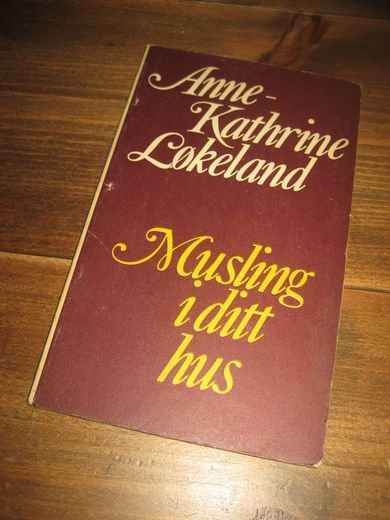 Anne-
Kathrine
Løkeland
Musling
i ditt
hus